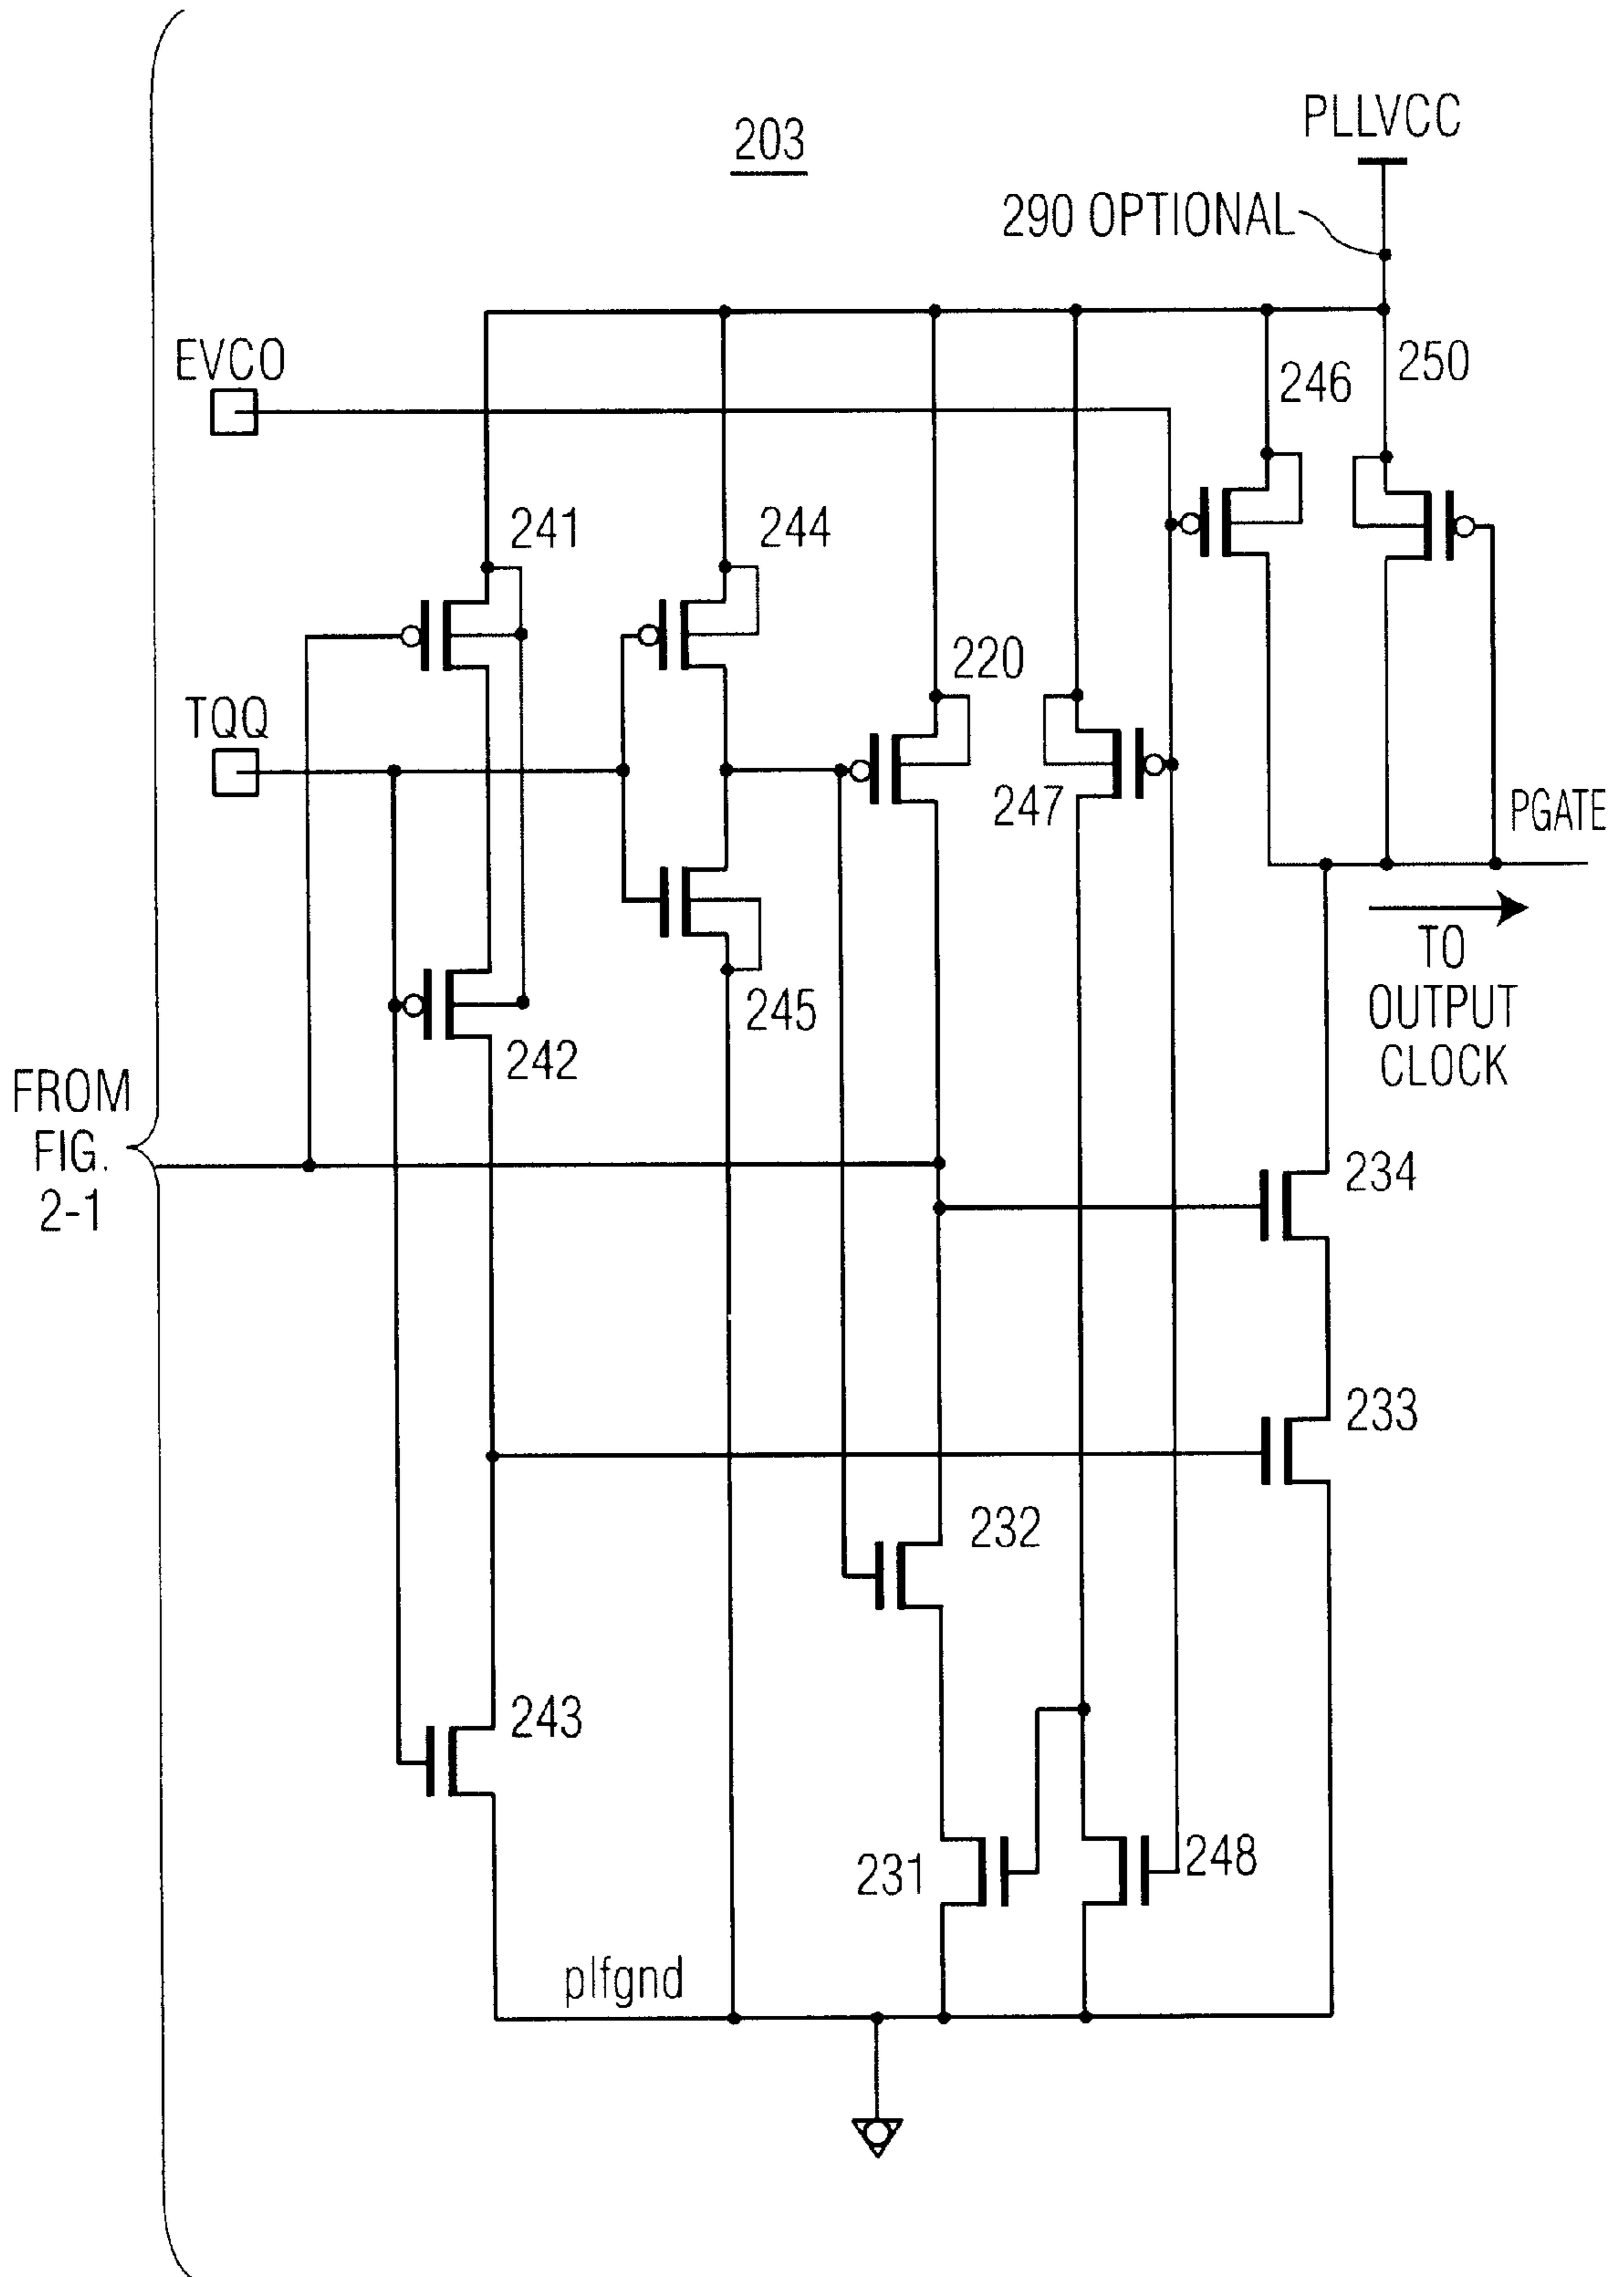 203
PLLVCC
290 OPTIONAL
EVCO
246
250
241
244
220
TQQ
247
PGATE
TO
OUTPUT
CLOCK
245
242
FROM
FIG.
2-1
234
233
232
243
231
248
plfgnd